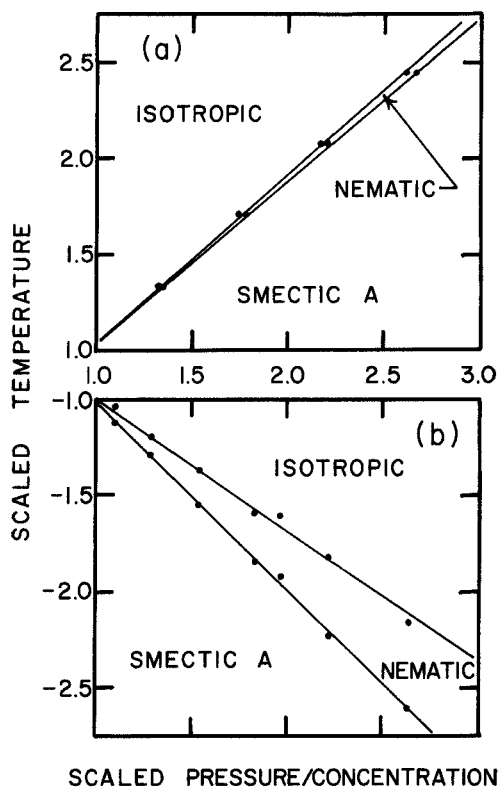 (a)
2.5
ISOTROPIC
2.0
NEMATIC
1.5
SMECTIC A
1.0
1.0 1.5 2.0 2.5 3.0
SCALED TEMPERATURE
-1.0
(b)
ISOTROPIC
-1.5
-2.0
SMECTIC A
NEMATIC
-2.5
SCALED PRESSURE/CONCENTRATION